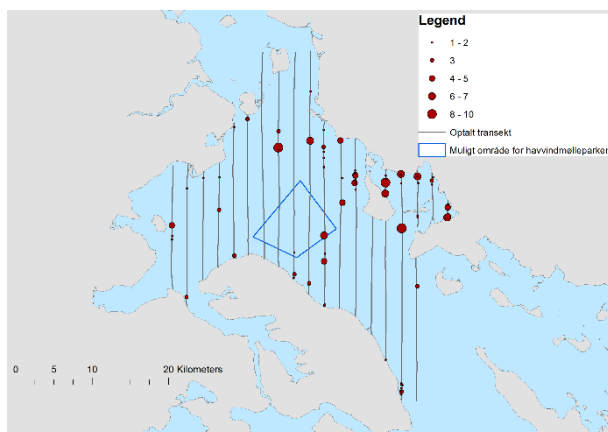 Legend
1 - 2
3
4 - 5
6 - 7
8 - 10
Optalt transekt
Muligt område for havvindmølleparken
0 5 10 20 Kilometers